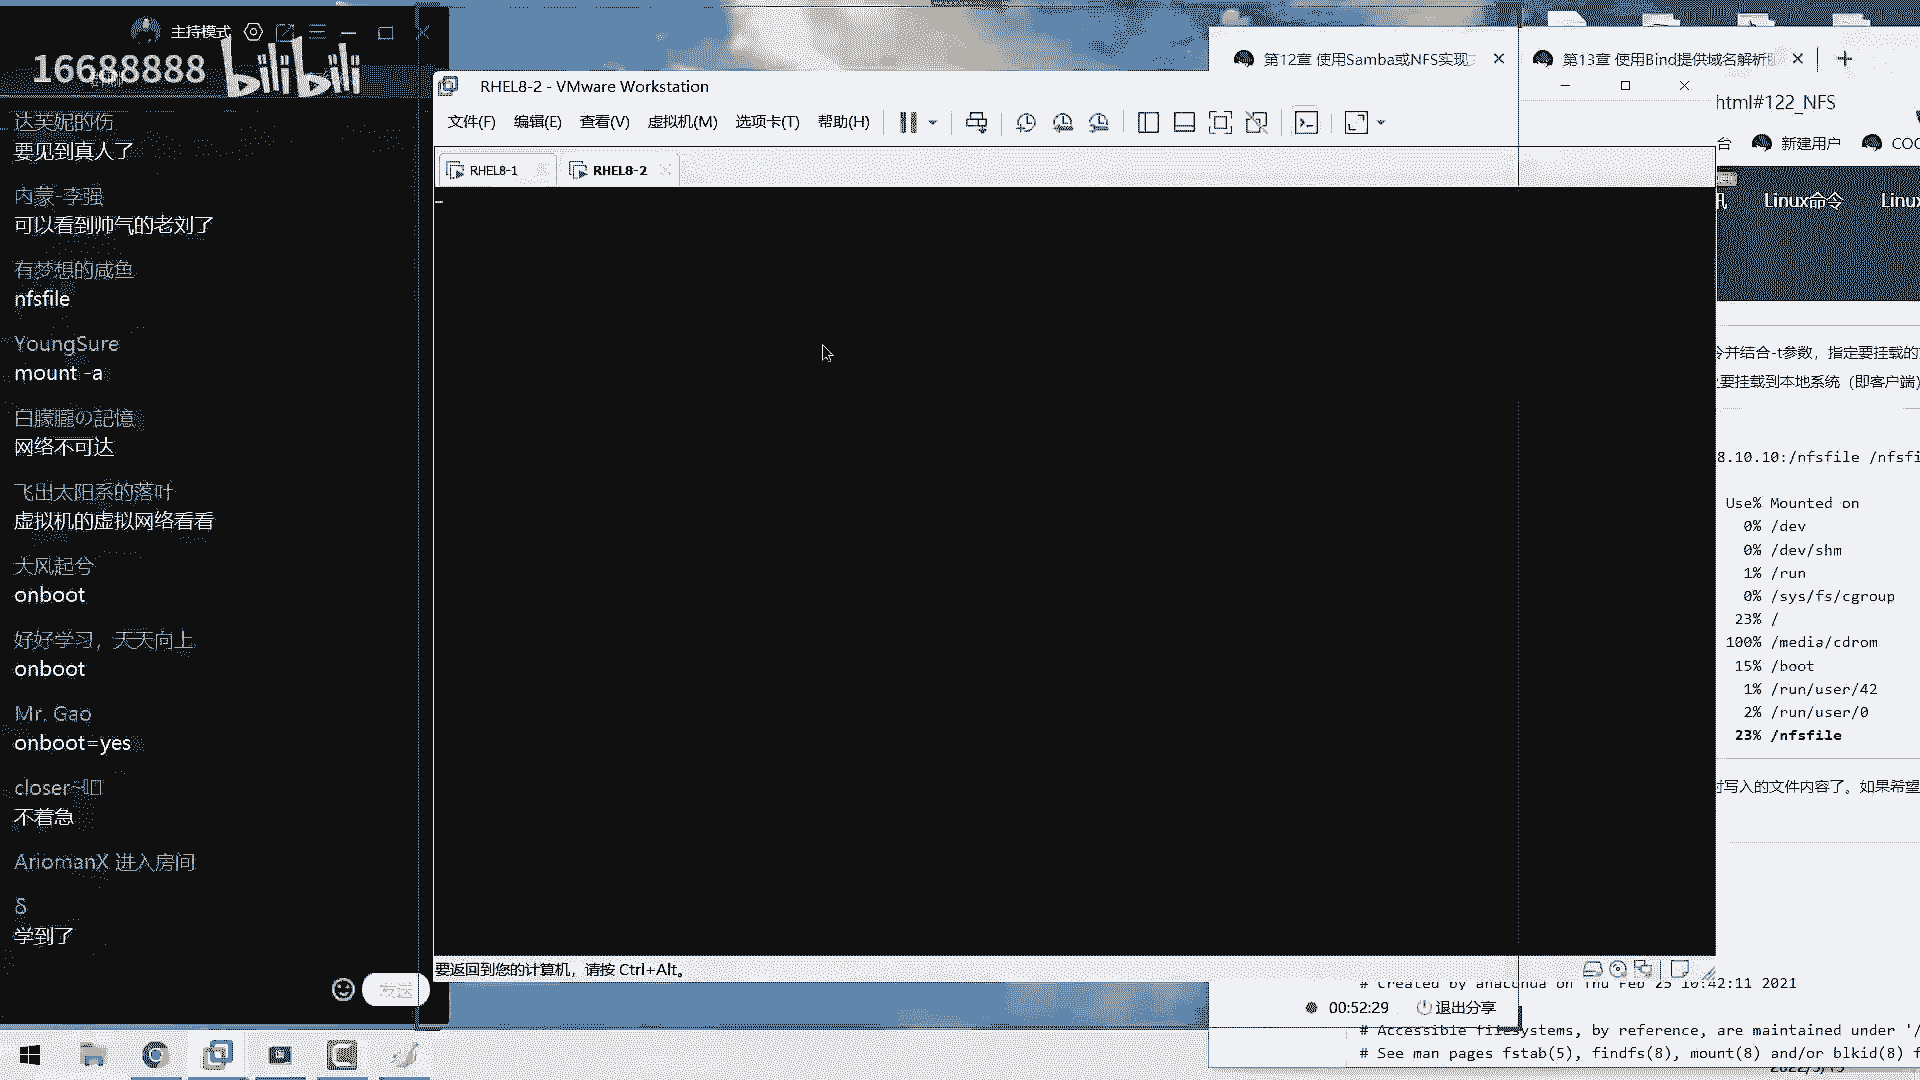 主持模式
16688888
bilibili
达芙妮的伤
要见到真人了
内蒙-李强
可以看到帅气的老刘了
有梦想的咸鱼
nfsfile
YoungSure
mount -a
白朦朧の記憶
网络不可达
飞出太阳系的落叶
虚拟机的虚拟网络看看
大风起兮
onboot
好好学习，天天向上
onboot
Mr. Gao
onboot=yes
closer~吧
不着急
AriomanX 进入房间
δ
学到了
发送
RHEL8-2 - VMware Workstation
文件(F) 编辑(E) 查看(V) 虚拟机(M) 选项卡(T) 帮助(H)
RHEL8-1
RHEL8-2
要返回到您的计算机，请按 Ctrl+Alt。
第12章 使用Samba或NFS实现
第13章 使用Bind提供域名解析服
html#122_NFS
台 新建用户 COC
讯 Linux命令 Linux
令并结合-t参数，指定要挂载的
要挂载到本地系统（即客户端）
8.10.10:/nfsfile /nfsfi
Use% Mounted on
0% /dev
0% /dev/shm
1% /run
0% /sys/fs/cgroup
23% /
100% /media/cdrom
15% /boot
1% /run/user/42
2% /run/user/0
23% /nfsfile
时写入的文件内容了。如果希望
# Created by anaconda on Thu Feb 25 10:42:11 2021
00:52:29 退出分享
# Accessible filesystems, by reference, are maintained under '/
# See man pages fstab(5), findfs(8), mount(8) and/or blkid(8) f